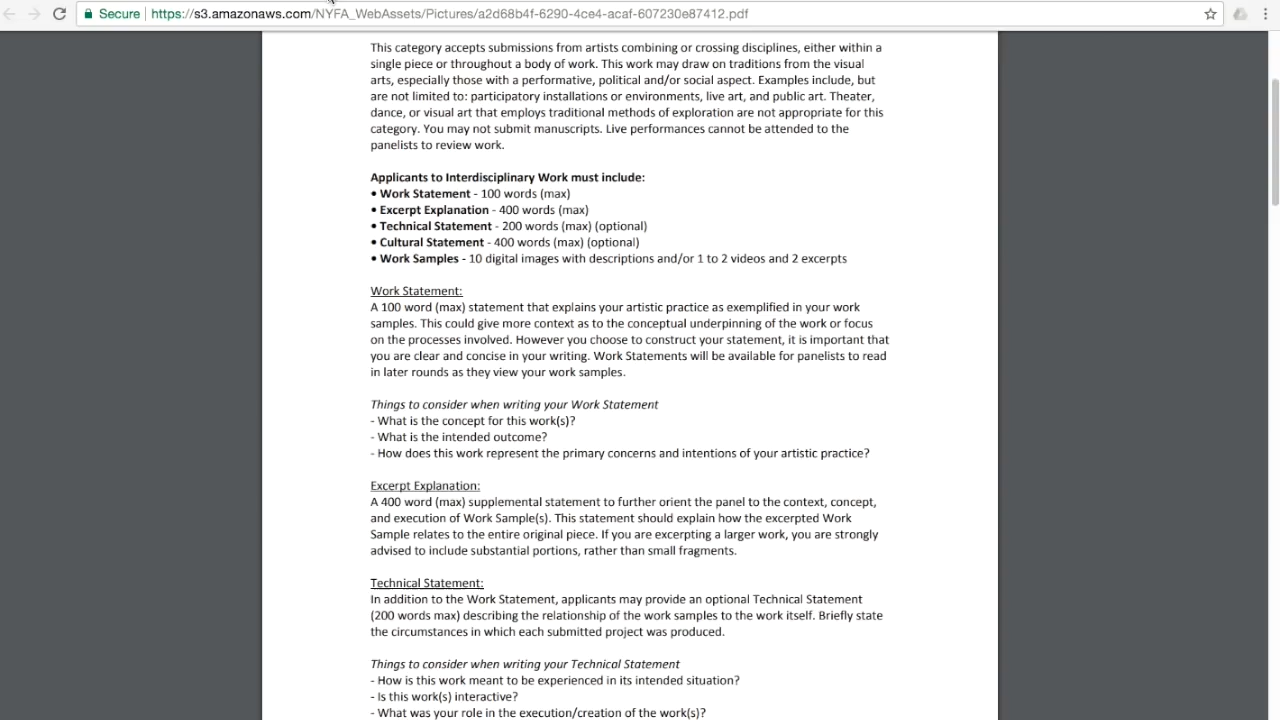 Secure https://s3.amazonaws.com/NYFA_WebAssets/Pictures/a2d68b4f-6290-4ce4-acaf-607230e87412.pdf
This category accepts submissions from artists combining or crossing disciplines, either within a
single piece or throughout a body of work. This work may draw on traditions from the visual
arts, especially those with a performative, political and/or social aspect. Examples include, but
are not limited to: participatory installations or environments, live art, and public art. Theater,
dance, or visual art that employs traditional methods of exploration are not appropriate for this
category. You may not submit manuscripts. Live performances cannot be attended to the
panelists to review work.
Applicants to Interdisciplinary Work must include:
• Work Statement - 100 words (max)
• Excerpt Explanation - 400 words (max)
• Technical Statement - 200 words (max) (optional)
• Cultural Statement - 400 words (max) (optional)
• Work Samples - 10 digital images with descriptions and/or 1 to 2 videos and 2 excerpts
Work Statement:
A 100 word (max) statement that explains your artistic practice as exemplified in your work
samples. This could give more context as to the conceptual underpinning of the work or focus
on the processes involved. However you choose to construct your statement, it is important that
you are clear and concise in your writing. Work Statements will be available for panelists to read
in later rounds as they view your work samples.
Things to consider when writing your Work Statement
- What is the concept for this work(s)?
- What is the intended outcome?
- How does this work represent the primary concerns and intentions of your artistic practice?
Excerpt Explanation:
A 400 word (max) supplemental statement to further orient the panel to the context, concept,
and execution of Work Sample(s). This statement should explain how the excerpted Work
Sample relates to the entire original piece. If you are excerpting a larger work, you are strongly
advised to include substantial portions, rather than small fragments.
Technical Statement:
In addition to the Work Statement, applicants may provide an optional Technical Statement
(200 words max) describing the relationship of the work samples to the work itself. Briefly state
the circumstances in which each submitted project was produced.
Things to consider when writing your Technical Statement
- How is this work meant to be experienced in its intended situation?
- Is this work(s) interactive?
- What was your role in the execution/creation of the work(s)?